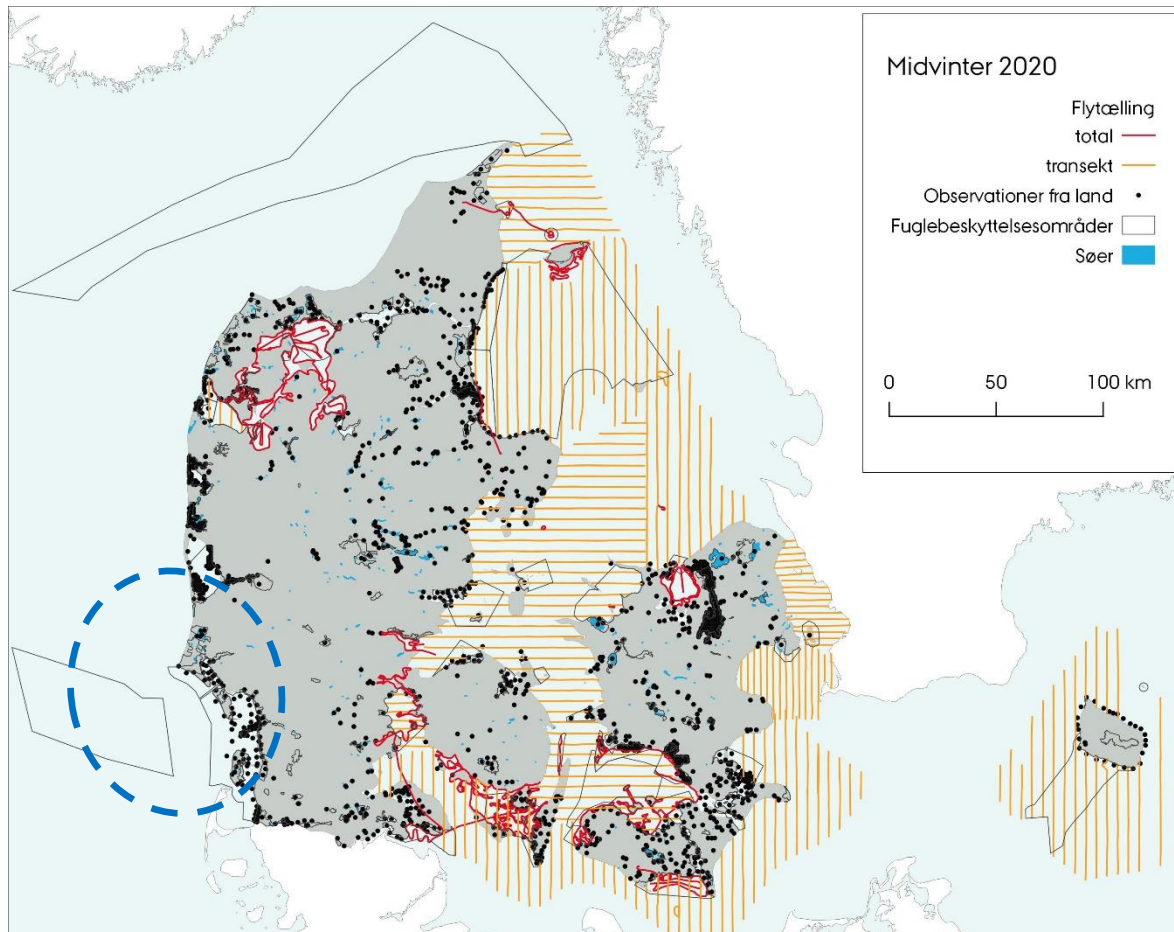 Midvinter 2020
Flytælling
total
transekt
Observationer fra land
Fuglebeskyttelsesområder
Søer
0 50 100 km